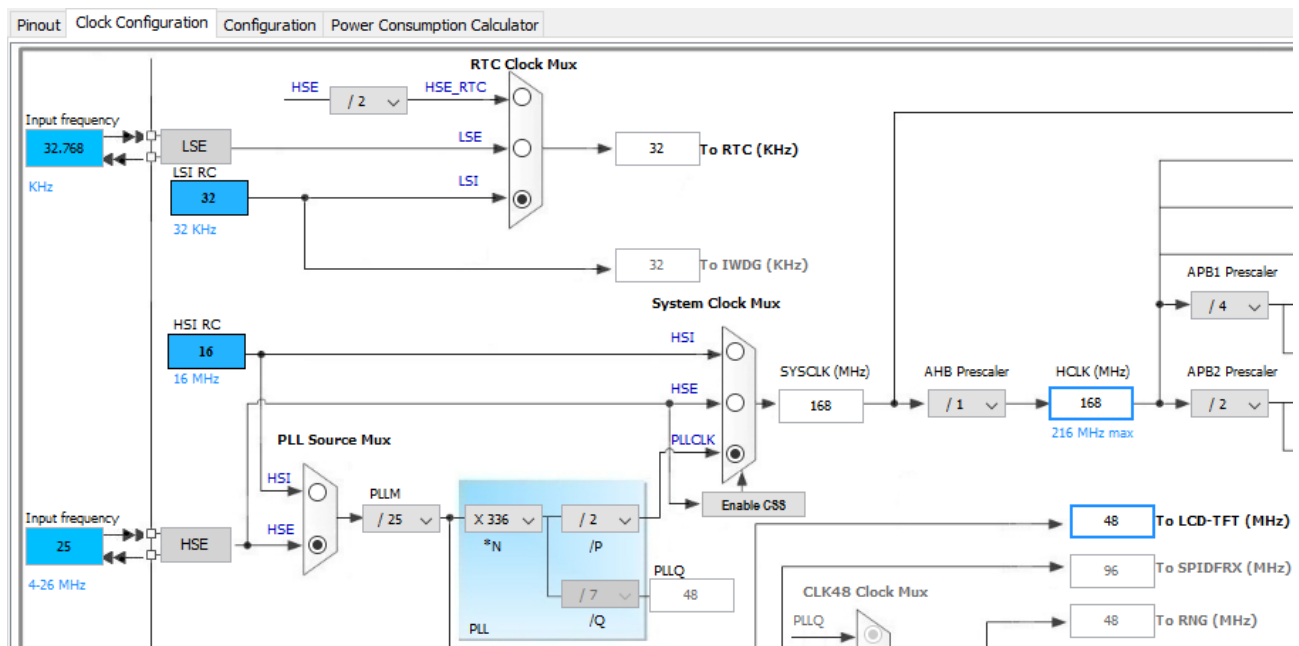 Pinout Clock Configuration Configuration Power Consumption Calculator
RTC Clock Mux
HSE / 2 HSE_RTC
Input frequency
32.768
KHz
LSE
LSE
32
To RTC (KHz)
LSI RC
32
32 KHz
LSI
32
To IWDG (KHz)
System Clock Mux
APB1 Prescaler
/ 4
HSI RC
16
16 MHz
HSI
HSE
PLLCLK
SYSCLK (MHz)
168
AHB Prescaler
/ 1
HCLK (MHz)
168
216 MHz max
APB2 Prescaler
/ 2
PLL Source Mux
HSI
HSE
PLLM
/ 25
Enable CSS
Input frequency
25
4-26 MHz
HSE
X 336
*N
/ 2
/P
/ 7
/Q
PLL
PLLQ
48
48
To LCD-TFT (MHz)
96
To SPIDFRX (MHz)
CLK48 Clock Mux
PLLQ
48
To RNG (MHz)